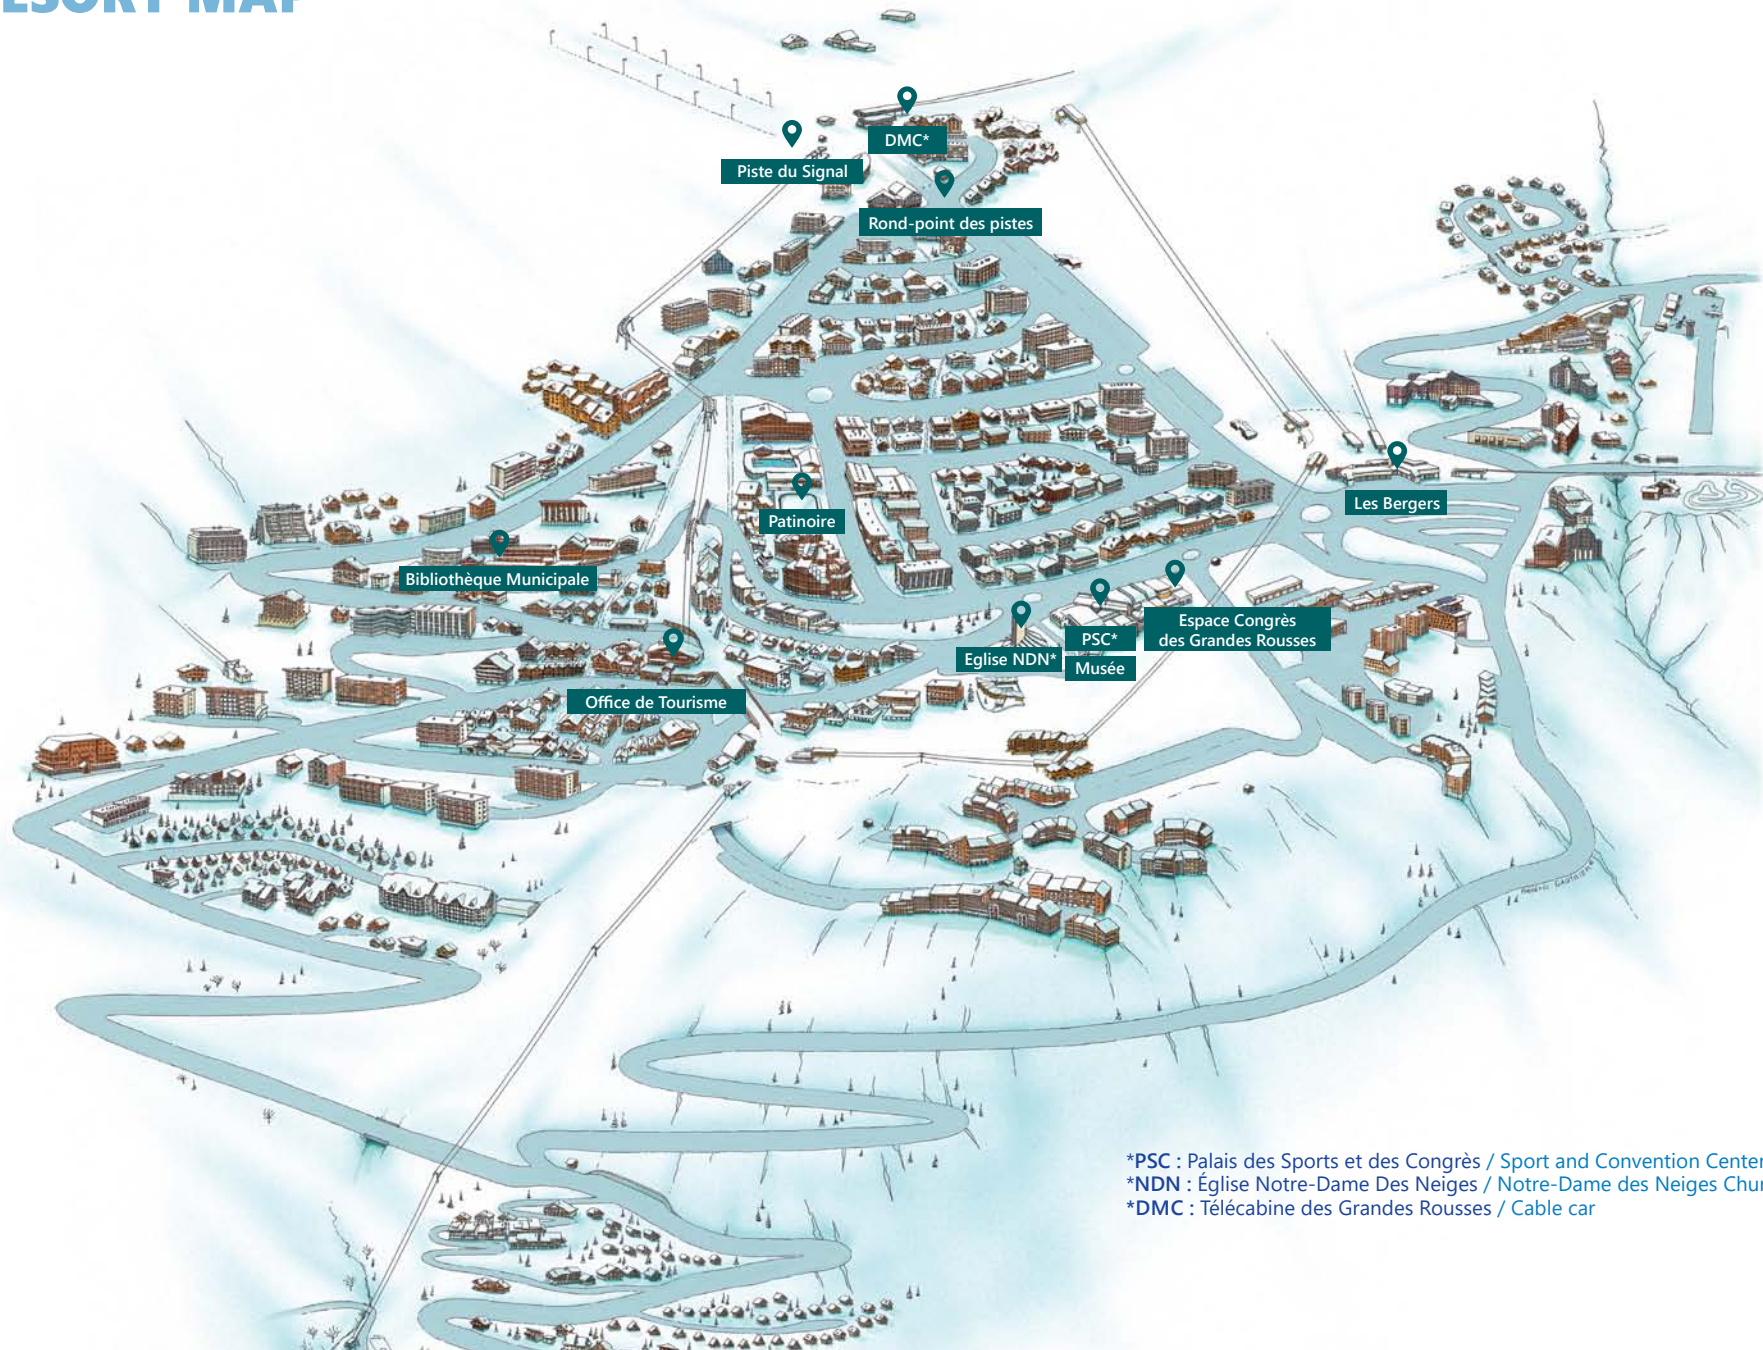 ESORT MAP
DMC*
Piste du Signal
Rond-point des pistes
Les Bergers
Patinoire
Bibliothèque Municipale
Espace Congrès
des Grandes Rousses
PSC*
Eglise NDN*
Musée
Office de Tourisme
*PSC : Palais des Sports et des Congrès / Sport and Convention Center
*NDN : Église Notre-Dame Des Neiges / Notre-Dame des Neiges Chu
*DMC : Télécabine des Grandes Rousses / Cable car